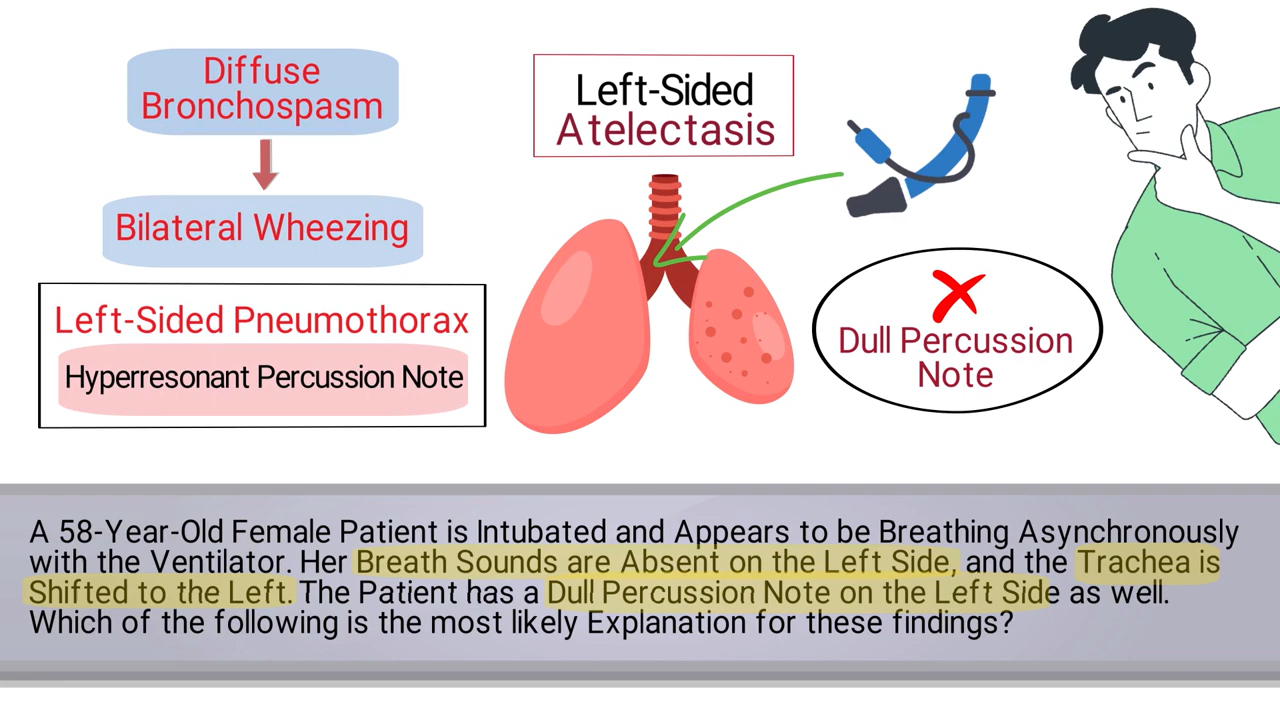 Diffuse
Bronchospasm
Bilateral Wheezing
Left-Sided Pneumothorax
Hyperresonant Percussion Note
Left-Sided
Atelectasis
Dull Percussion
Note
A 58-Year-Old Female Patient is Intubated and Appears to be Breathing Asynchronously
with the Ventilator. Her Breath Sounds are Absent on the Left Side, and the Trachea is
Shifted to the Left. The Patient has a Dull Percussion Note on the Left Side as well.
Which of the following is the most likely Explanation for these findings?